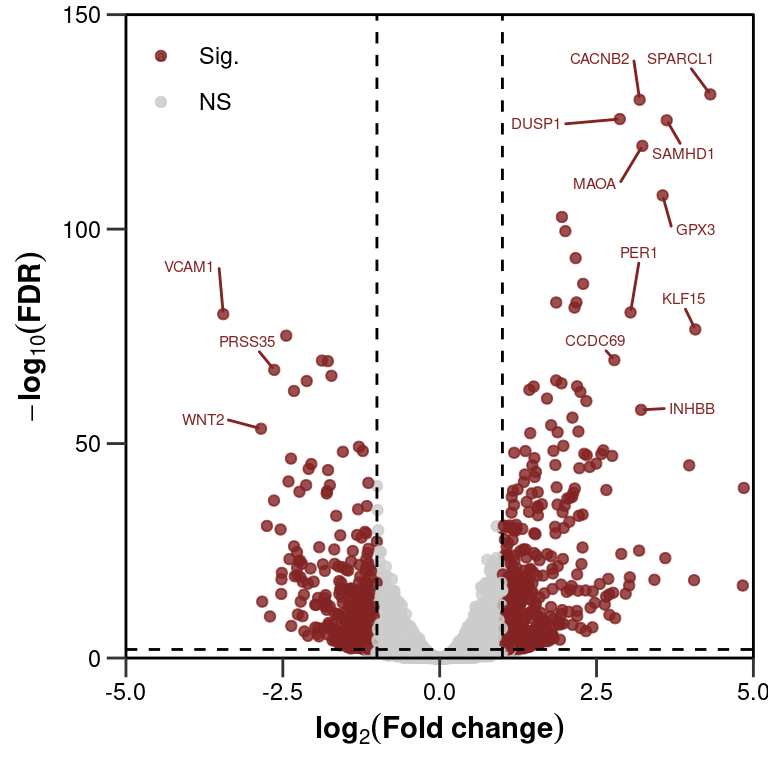 150
Sig.
NS
CACNB2 SPARCL1
DUSP1
SAMHD1
MAOA
GPX3
100
PER1
VCAM1
KLF15
PRSS35
CCDC69
WNT2
INHBB
50
0
−log10(FDR)
-5.0 -2.5 0.0 2.5 5.0
log2(Fold change)